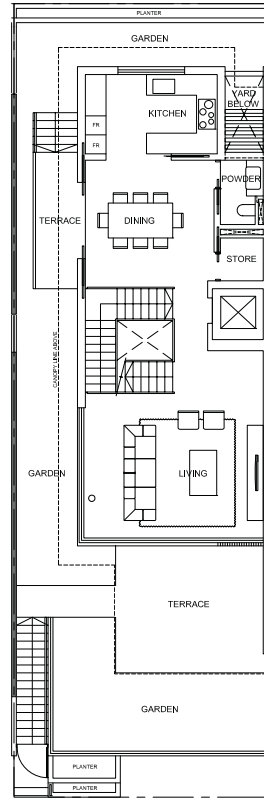 PLANTER
GARDEN
YARD
BELOW
KITCHEN
FR
FR
POWDER
TERRACE
DINING
STORE
CANOPY LINE ABOVE
GARDEN
LIVING
TERRACE
GARDEN
PLANTER
PLANTER